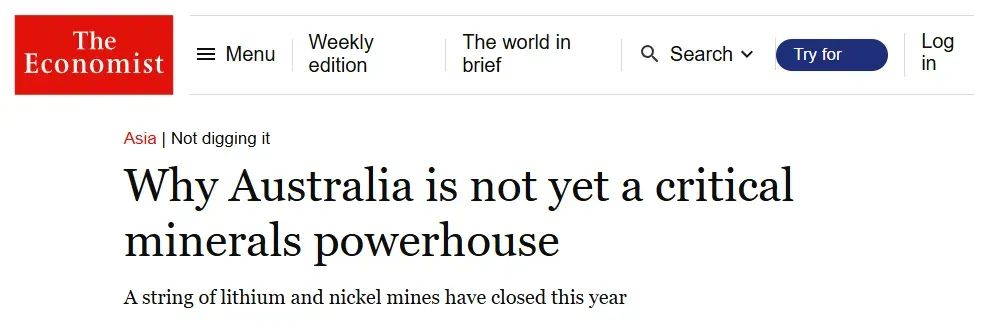 The
Economist
Menu
Weekly
edition
The world in
brief
Search
Try for
Log
in
Asia | Not digging it
Why Australia is not yet a critical
minerals powerhouse
A string of lithium and nickel mines have closed this year